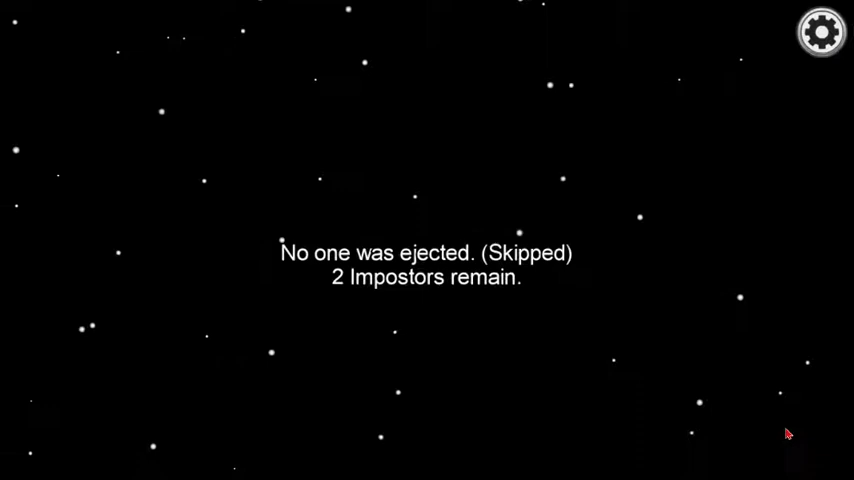 No one was ejected. (Skipped)
2 Impostors remain.